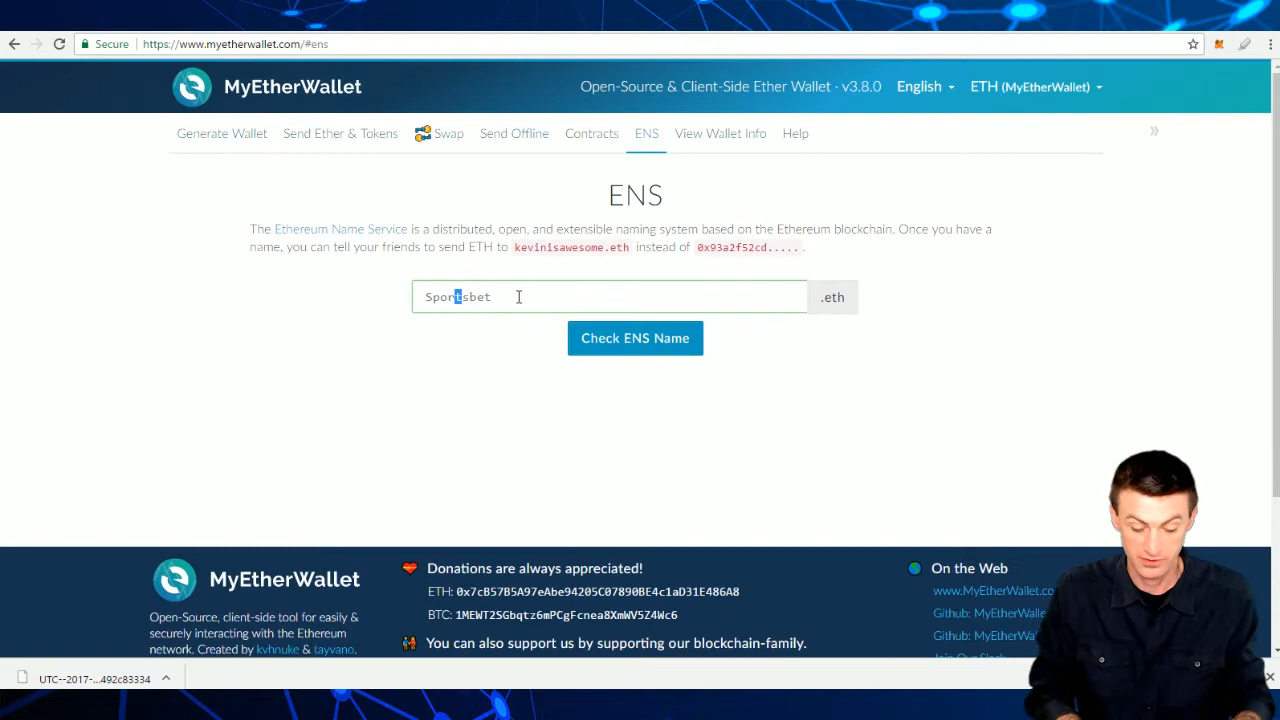 Secure https://www.myetherwallet.com/#ens
MyEtherWallet
Open-Source & Client-Side Ether Wallet · v3.8.0 English ETH (MyEtherWallet)
Generate Wallet Send Ether & Tokens Swap Send Offline Contracts ENS View Wallet Info Help »
ENS
The Ethereum Name Service is a distributed, open, and extensible naming system based on the Ethereum blockchain. Once you have a
name, you can tell your friends to send ETH to kevinisawesome.eth instead of 0x93a2f52cd.....
Sportsbet .eth
Check ENS Name
MyEtherWallet
Open-Source, client-side tool for easily &
securely interacting with the Ethereum
network. Created by kvhnuke & tayvano.
Donations are always appreciated!
ETH: 0x7cB57B5A97eAbe94205C07890BE4c1aD31E486A8
BTC: 1MEWT2SGbqtz6mPCgFcnea8XmWV5Z4Wc6
You can also support us by supporting our blockchain-family.
On the Web
www.MyEtherWallet.co
Github: MyEtherWalle
Github: MyEtherWal
UTC--2017-...492c83334